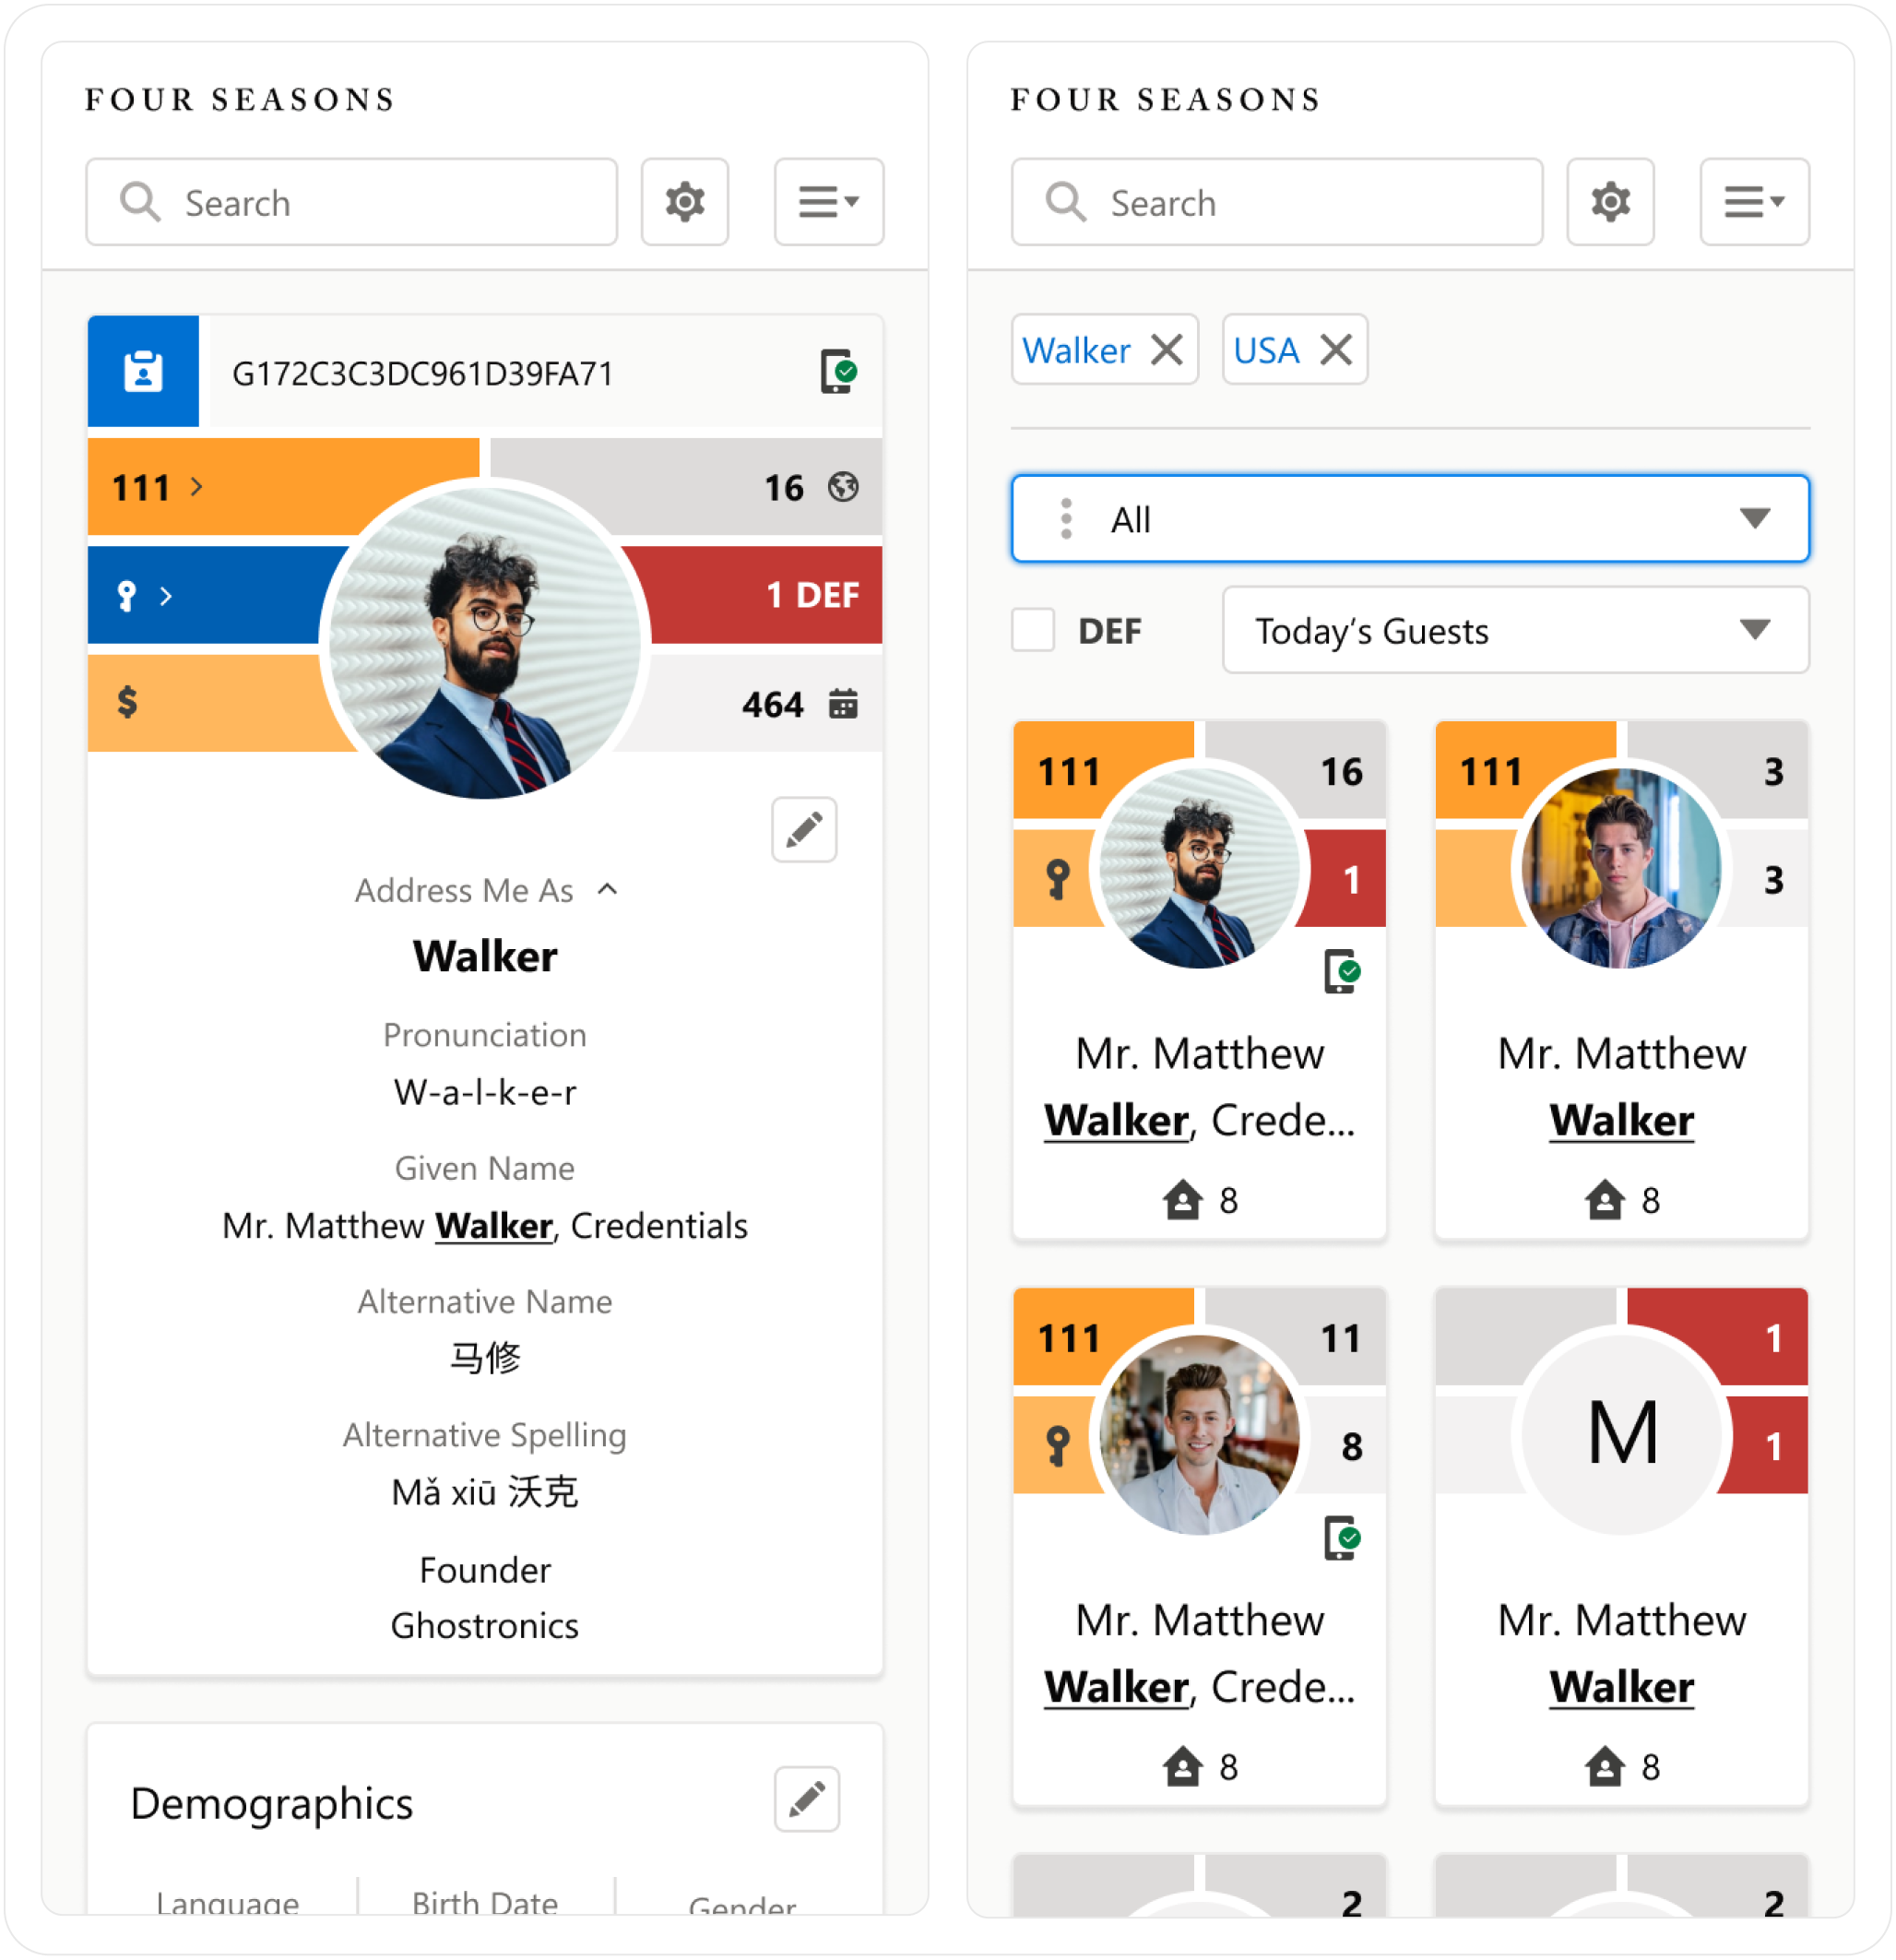 FOUR SEASONS
Search
G172C3C3DC961D39FA71
111
16
1 DEF
$
464
Address Me As
Walker
Pronunciation
W-a-l-k-e-r
Given Name
Mr. Matthew Walker, Credentials
Alternative Name
马修
Alternative Spelling
Mǎ xiū 沃克
Founder
Ghostronics
Demographics
Language
Birth Date
Gender
FOUR SEASONS
Search
Walker
USA
All
DEF
Today’s Guests
111
16
1
Mr. Matthew
Walker, Crede...
8
111
3
3
Mr. Matthew
Walker
8
111
11
8
Mr. Matthew
Walker, Crede...
8
1
M
1
Mr. Matthew
Walker
8
2
2